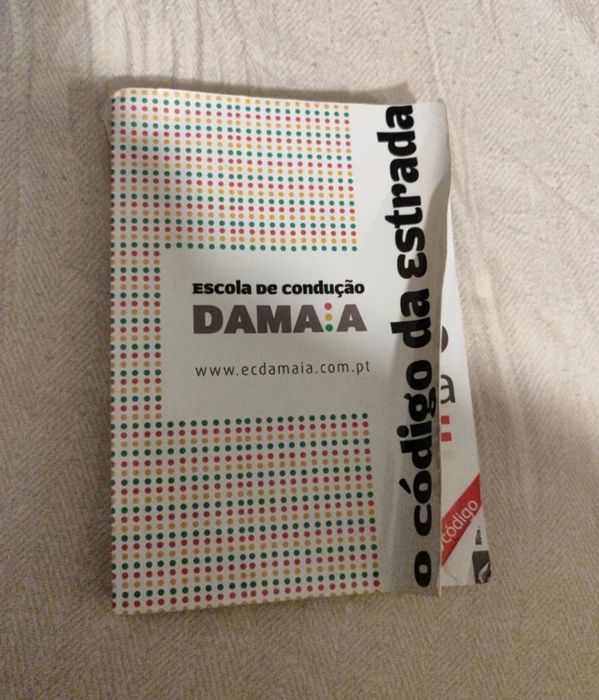 Escola de condução
DAMAIA
www.ecdamaia.com.pt
o código da estrada
a
código